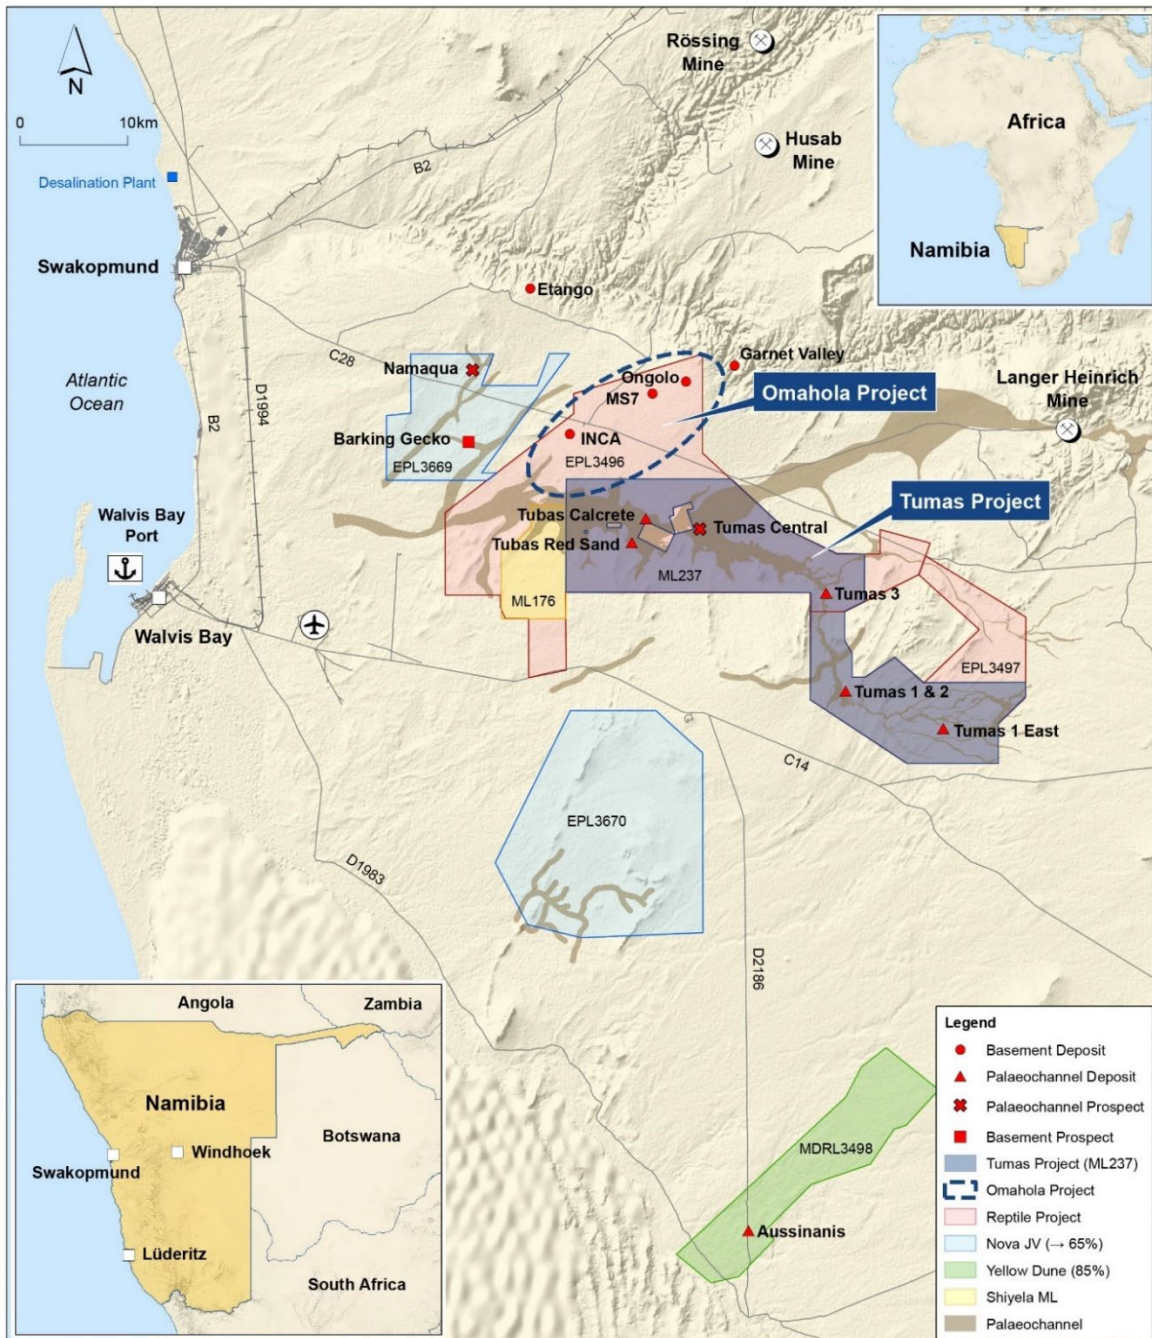 Rössing
Mine
Husab
Mine
N
0 10km
Desalination Plant
B2
Swakopmund
Africa
Namibia
Etango
C28
Namaqua
Garnet Valley
Ongolo
MS7
Omahola Project
Langer Heinrich
Mine
Atlantic
Ocean
B2
D1994
Barking Gecko
EPL3669
INCA
EPL3496
Tumas Project
Walvis Bay
Port
Tubas Calcrete
Tumas Central
Tubas Red Sand
ML237
ML176
Tumas 3
Walvis Bay
EPL3497
Tumas 1 & 2
Tumas 1 East
C14
EPL3670
D1983
D2186
MDRL3498
Aussinanis
Angola
Zambia
Namibia
Botswana
Windhoek
Swakopmund
Lüderitz
South Africa
Legend
Basement Deposit
Palaeochannel Deposit
Palaeochannel Prospect
Basement Prospect
Tumas Project (ML237)
Omahola Project
Reptile Project
Nova JV (→ 65%)
Yellow Dune (85%)
Shiyela ML
Palaeochannel